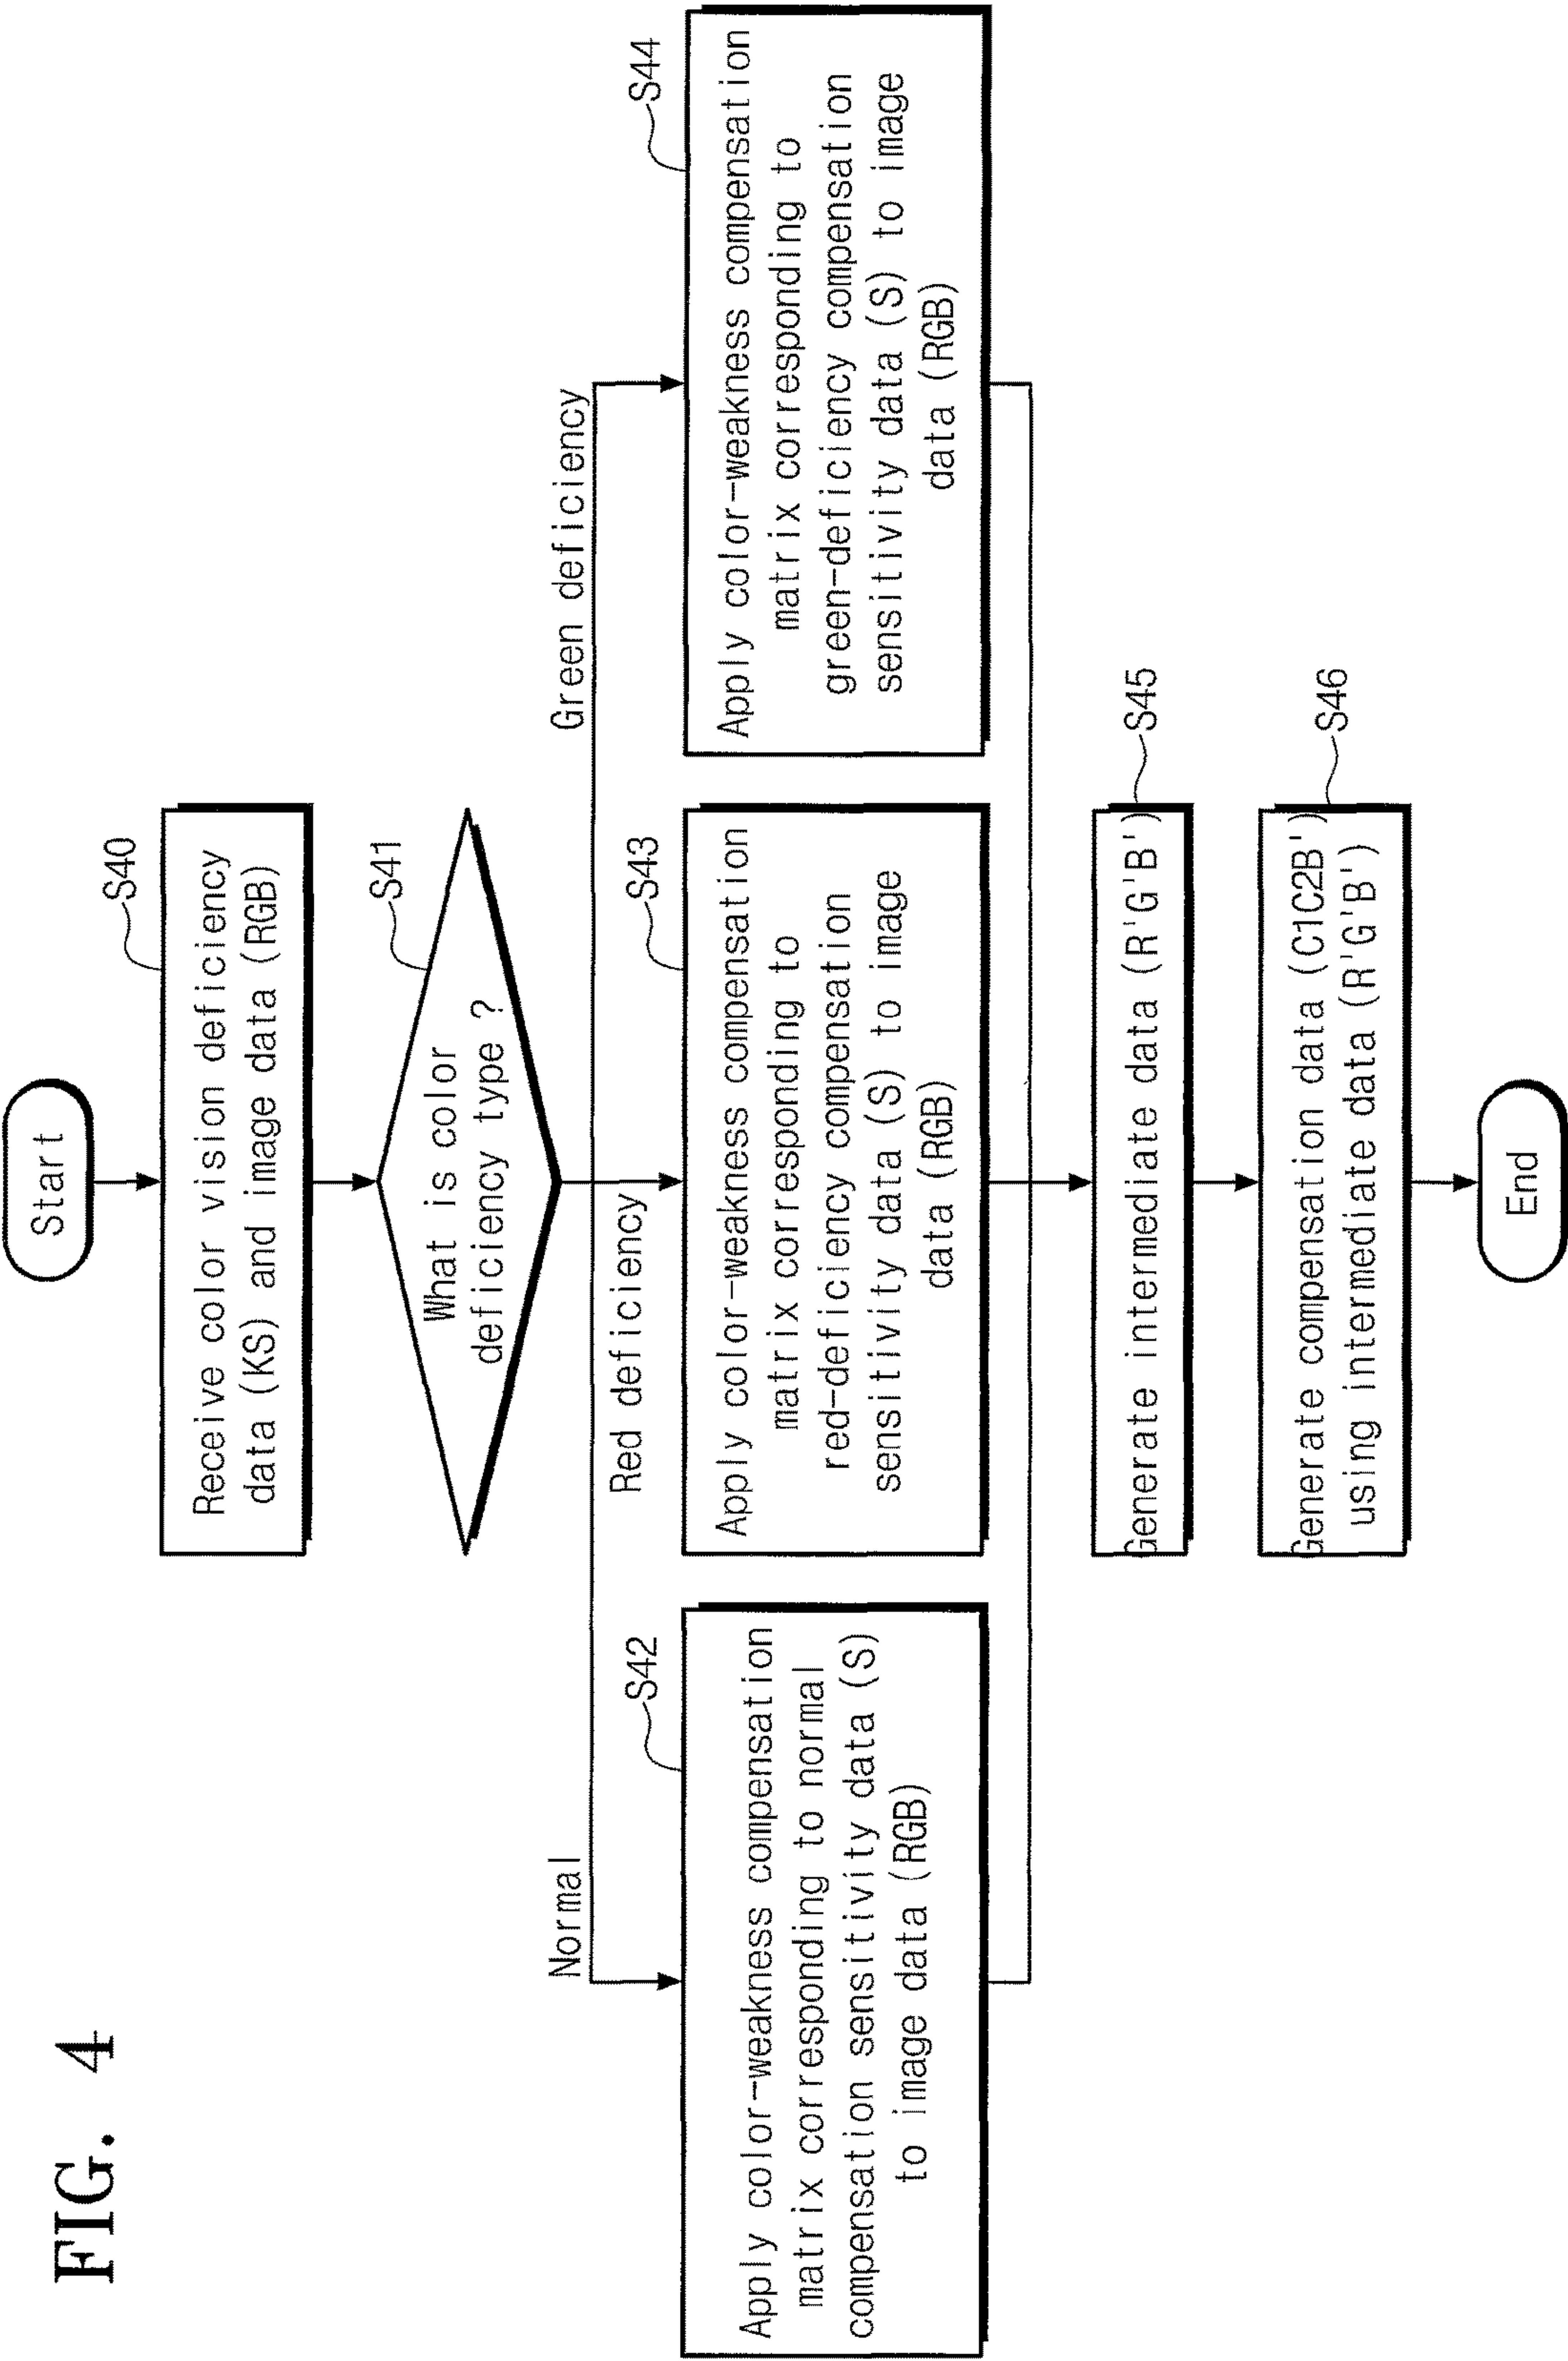 FIG. 4
Start
S40
Receive color vision deficiency
data (KS) and image data (RGB)
S41
What is color
deficiency type ?
Normal
Red deficiency
Green deficiency
S42
Apply color-weakness compensation
matrix corresponding to normal
compensation sensitivity data (S)
to image data (RGB)
S43
Apply color-weakness compensation
matrix corresponding to
red-deficiency compensation
sensitivity data (S) to image
data (RGB)
S44
Apply color-weakness compensation
matrix corresponding to
green-deficiency compensation
sensitivity data (S) to image
data (RGB)
S45
Generate intermediate data (R'G'B')
S46
Generate compensation data (C1C2B')
using intermediate data (R'G'B')
End